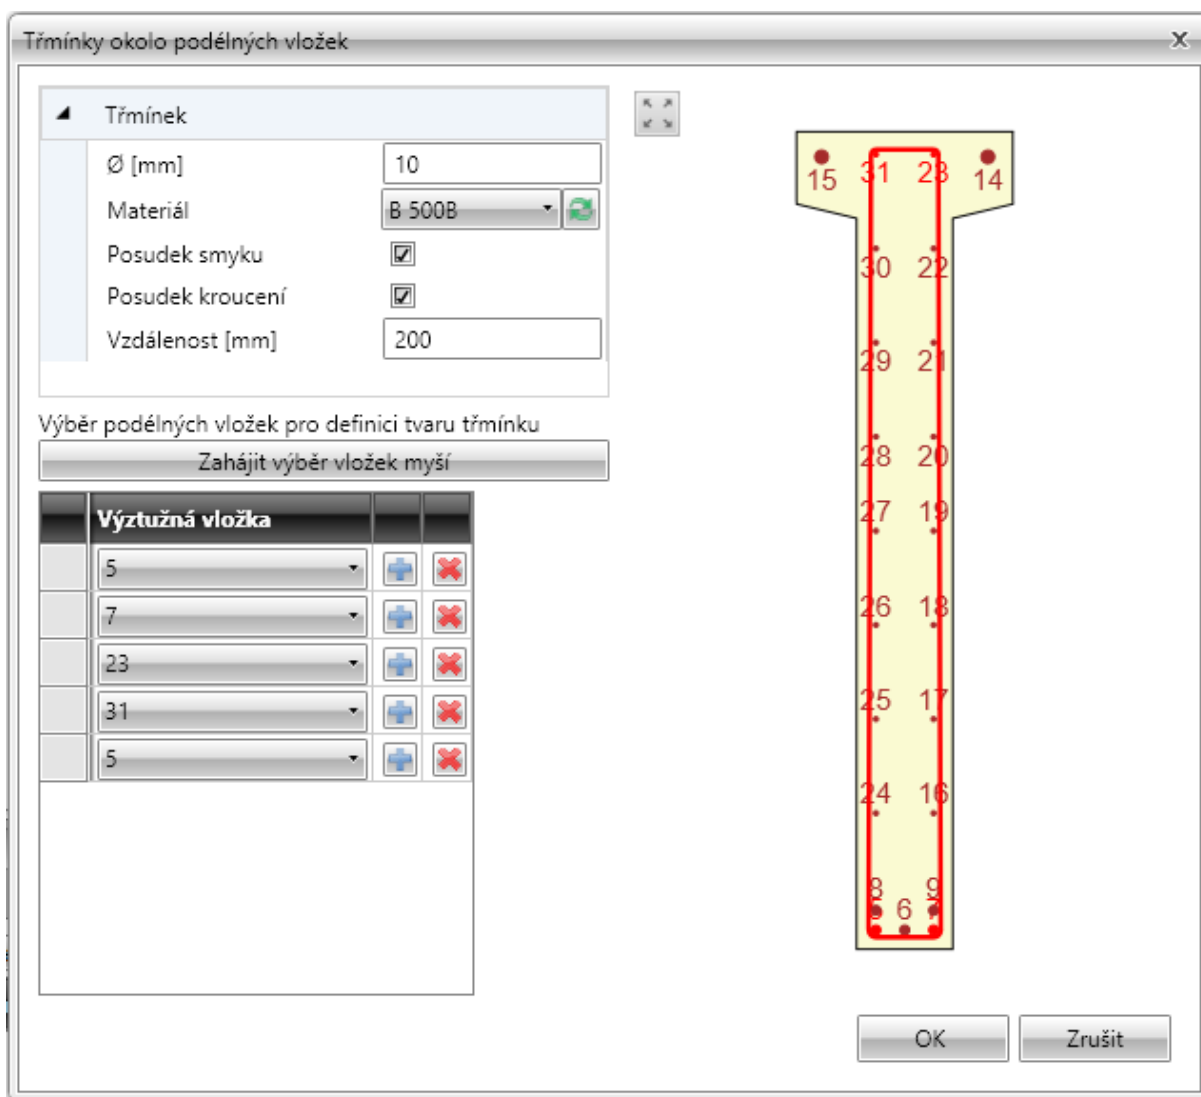 Třmínky okolo podélných vložek
Třmínek
Ø [mm] 10
Materiál B 500B
Posudek smyku
Posudek kroucení
Vzdálenost [mm] 200
Výběr podélných vložek pro definici tvaru třmínku
Zahájit výběr vložek myší
Výztužná vložka
5
7
23
31
5
15 31 23 14
30 22
29 21
28 20
27 19
26 18
25 17
24 16
8 9
5 6 7
OK Zrušit